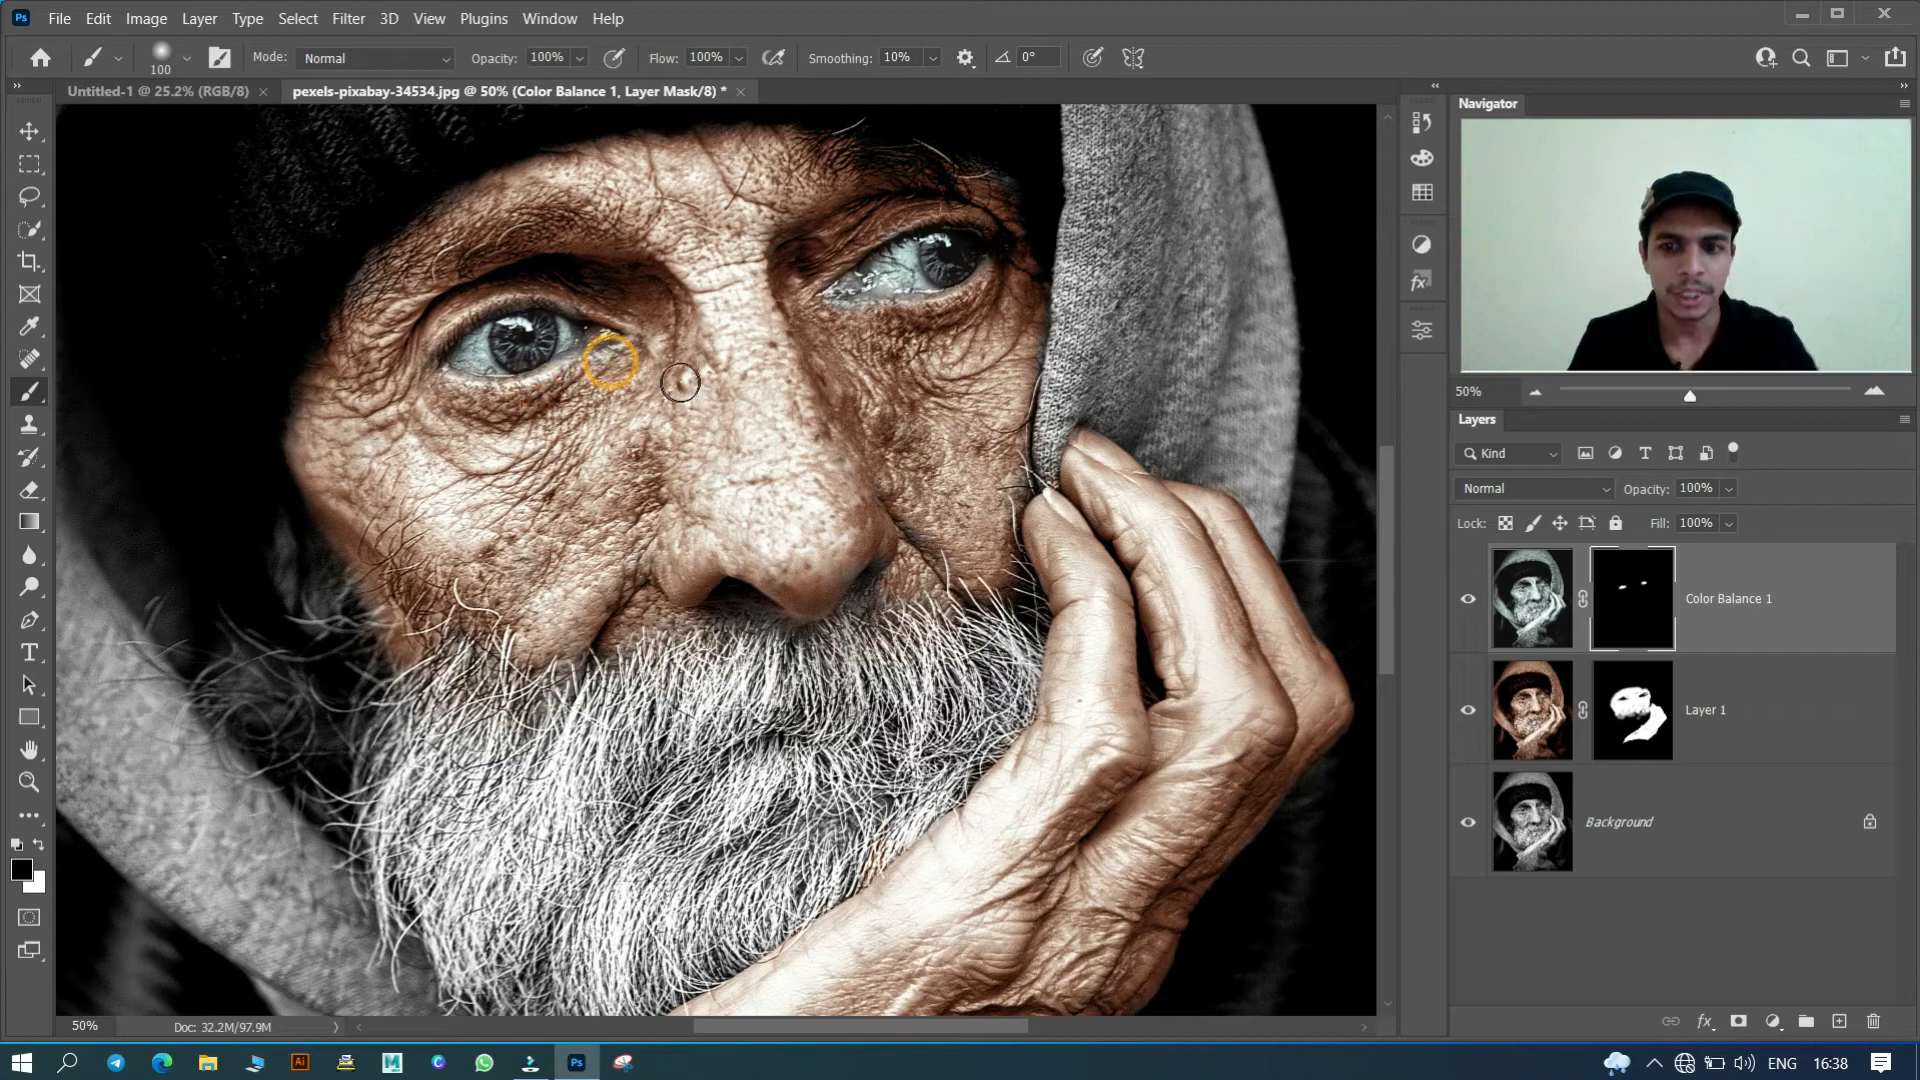 Ps File Edit Image Layer Type Select Filter 3D View Plugins Window Help
100 Mode: Normal Opacity: 100% Flow: 100% Smoothing: 10% 0°
Untitled-1 @ 25.2% (RGB/8) pexels-pixabay-34534.jpg @ 50% (Color Balance 1, Layer Mask/8) *
Navigator
50%
Layers
Kind
Normal Opacity: 100%
Lock: Fill: 100%
Color Balance 1
Layer 1
Background
fx
50% Doc: 32.2M/97.9M
Ai M C Ps ENG 16:38